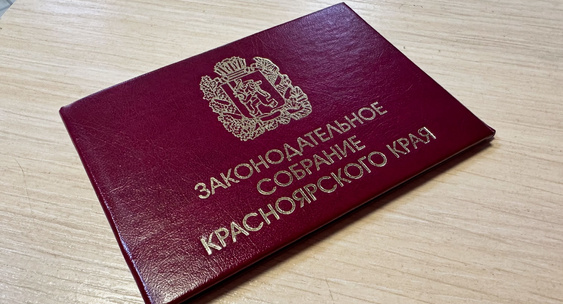 ЗАКОНОДАТЕЛЬНОЕ
СОБРАНИЕ
КРАСНОЯРСКОГО КРАЯ